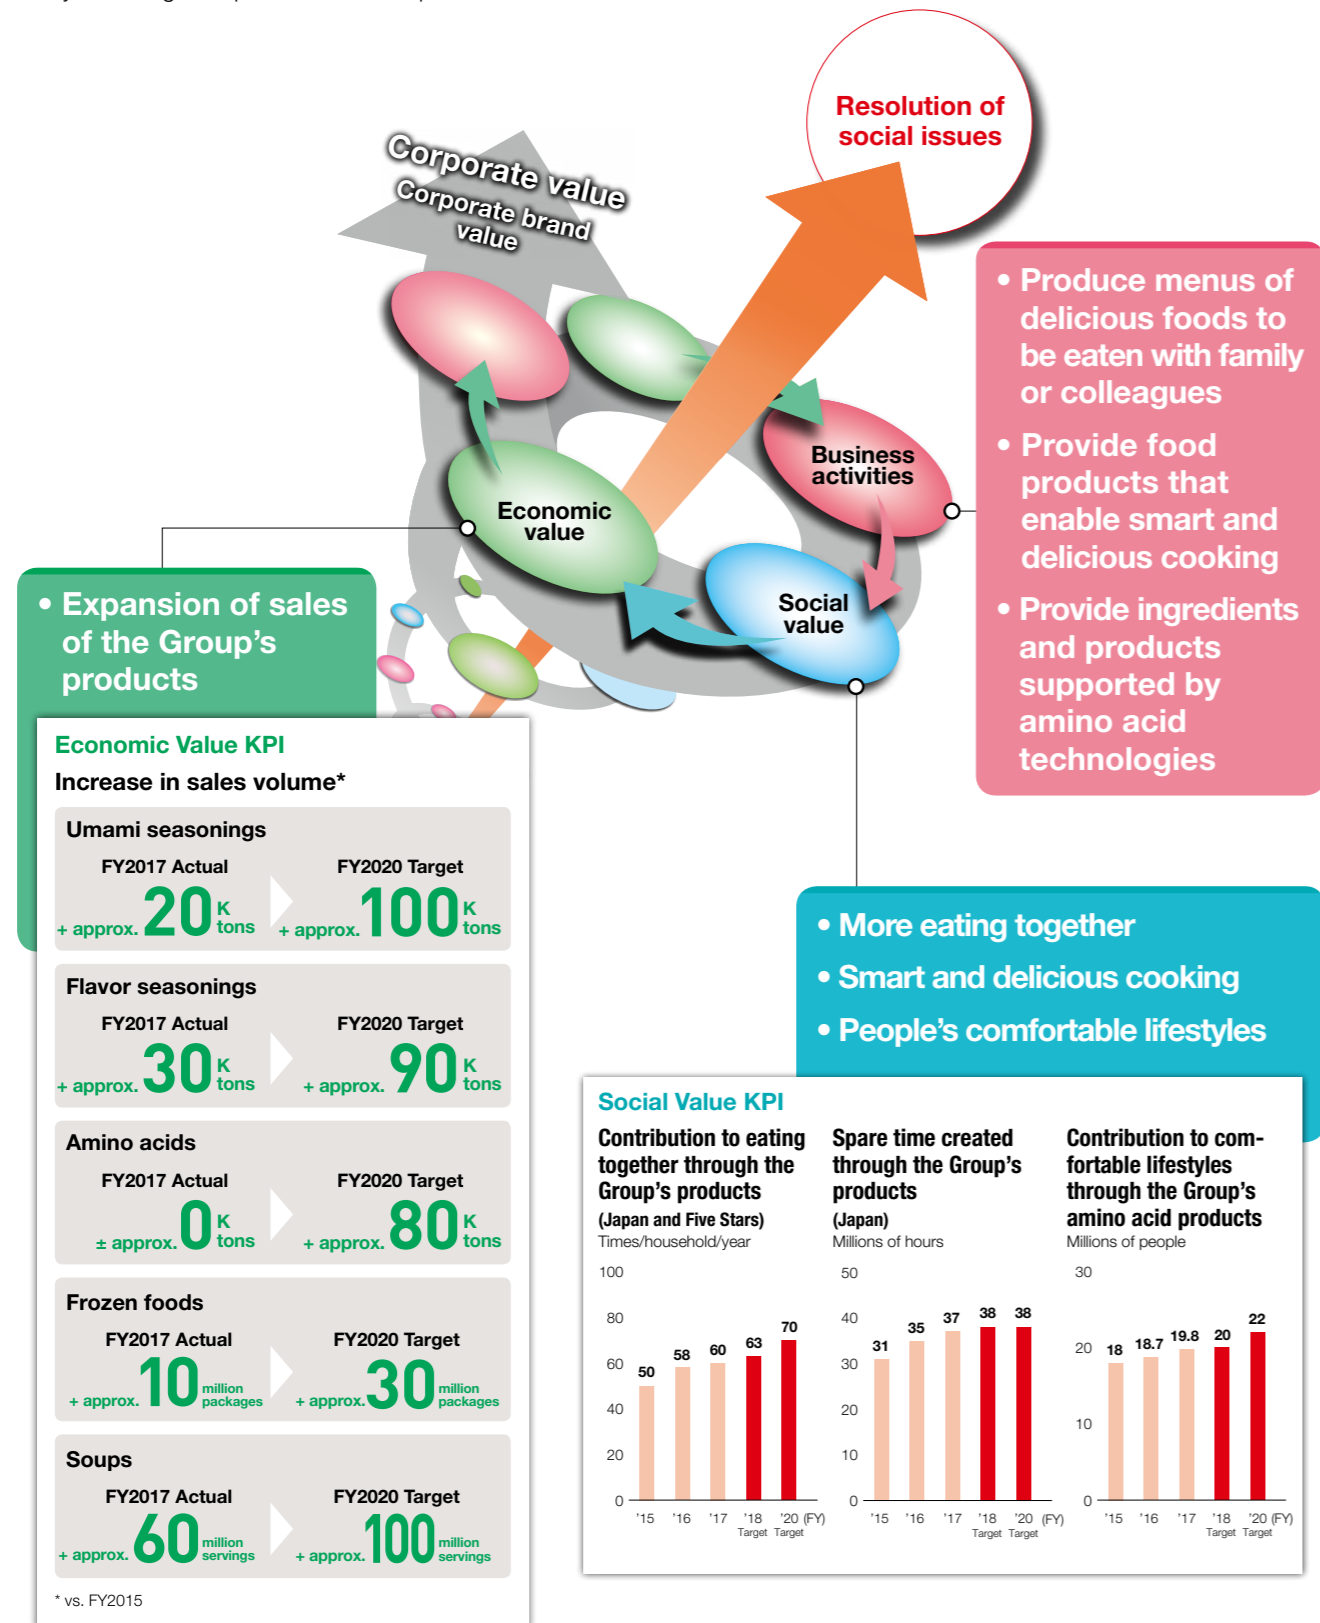 Resolution of
social issues
Corporate value
Corporate brand
value
• Produce menus of
delicious foods to
be eaten with family
or colleagues
• Provide food
products that
enable smart and
delicious cooking
• Provide ingredients
and products
supported by
amino acid
technologies
Business
activities
Economic
value
Social
value
• Expansion of sales
of the Group's
products
Economic Value KPI
Increase in sales volume*
Umami seasonings
FY2017 Actual
FY2020 Target
+ approx. 20 K tons
+ approx. 100 K tons
Flavor seasonings
FY2017 Actual
FY2020 Target
+ approx. 30 K tons
+ approx. 90 K tons
Amino acids
FY2017 Actual
FY2020 Target
± approx. 0 K tons
+ approx. 80 K tons
Frozen foods
FY2017 Actual
FY2020 Target
+ approx. 10 million packages
+ approx. 30 million packages
Soups
FY2017 Actual
FY2020 Target
+ approx. 60 million servings
+ approx. 100 million servings
* vs. FY2015
• More eating together
• Smart and delicious cooking
• People's comfortable lifestyles
Social Value KPI
Contribution to eating
together through the
Group's products
(Japan and Five Stars)
Times/household/year
100
80
60
40
20
0
50
58
60
63
70
'15 '16 '17 '18 '20 (FY)
Target Target
Spare time created
through the Group's
products
(Japan)
Millions of hours
50
40
30
20
10
0
31
35
37
38
38
'15 '16 '17 '18 '20 (FY)
Target Target
Contribution to com-
fortable lifestyles
through the Group's
amino acid products
Millions of people
30
20
10
0
18
18.7
19.8
20
22
'15 '16 '17 '18 '20 (FY)
Target Target